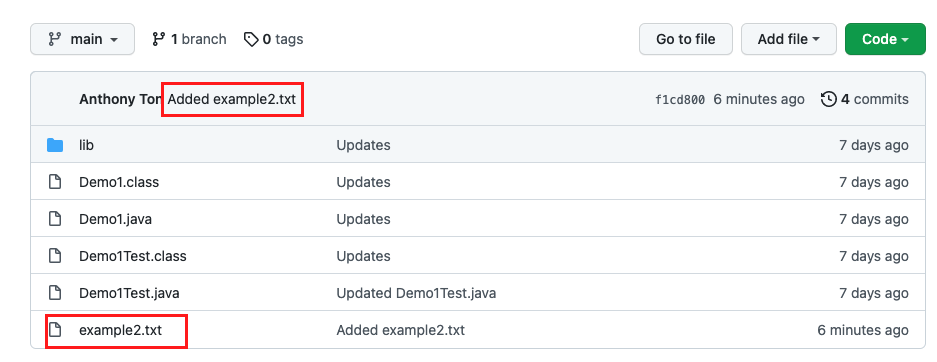 main 1 branch 0 tags Go to file Add file Code
Anthony Ton Added example2.txt f1cd800 6 minutes ago 4 commits
lib Updates 7 days ago
Demo1.class Updates 7 days ago
Demo1.java Updates 7 days ago
Demo1Test.class Updates 7 days ago
Demo1Test.java Updated Demo1Test.java 7 days ago
example2.txt Added example2.txt 6 minutes ago